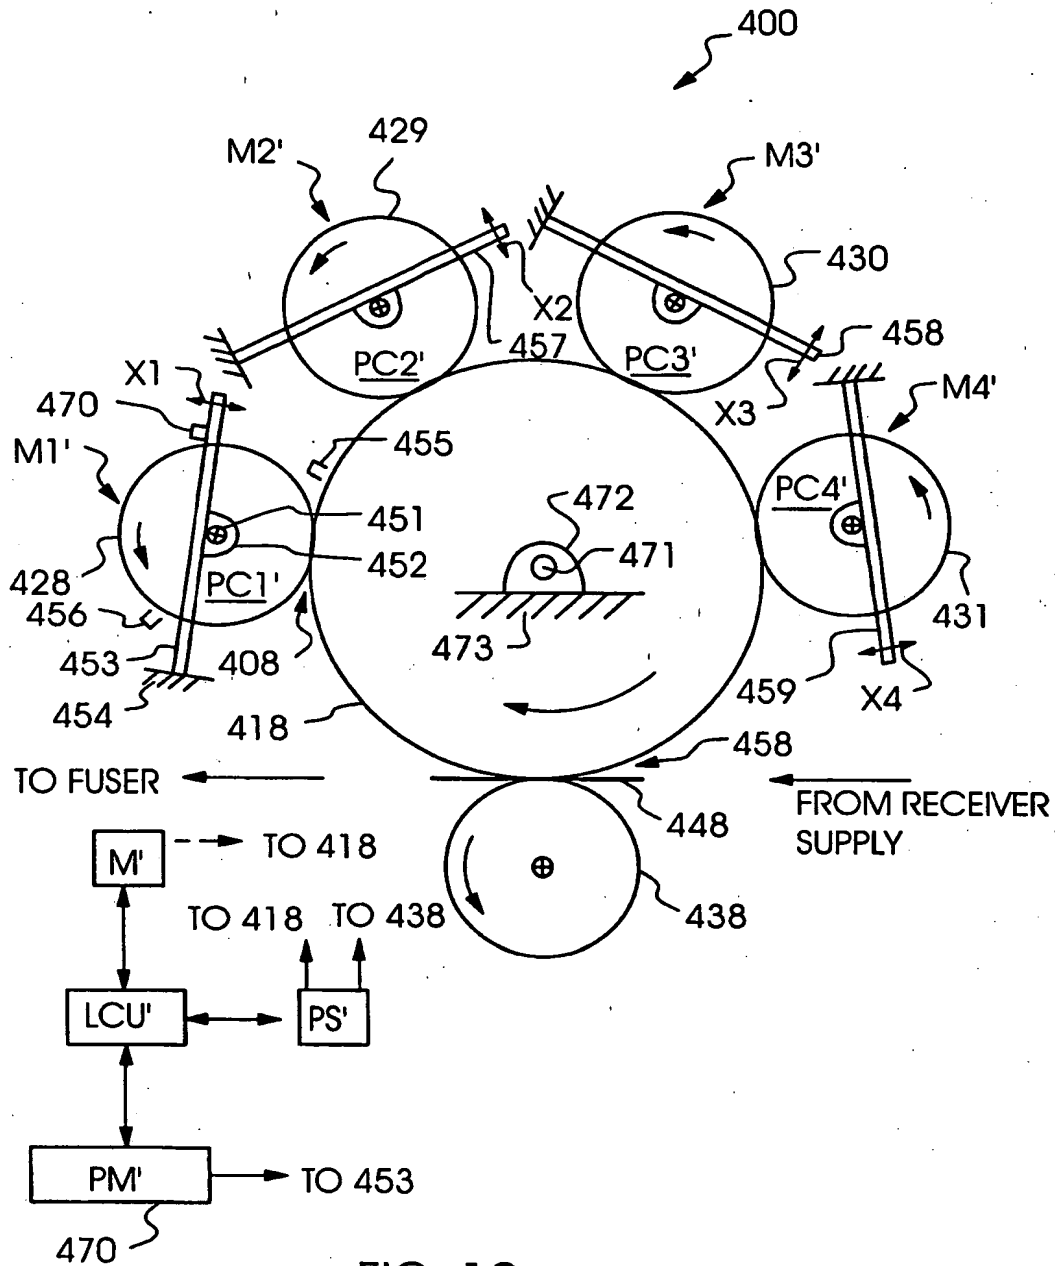 400
429
M2'
M3'
430
X2
457
458
PC2'
PC3'
X1
X3
M4'
470
455
M1'
PC4'
472
451
471
452
428
PC1'
456
431
453
473
408
459
454
X4
418
458
TO FUSER
448
FROM RECEIVER
SUPPLY
M'
TO 418
TO 418
TO 438
438
LCU'
PS'
PM'
TO 453
470